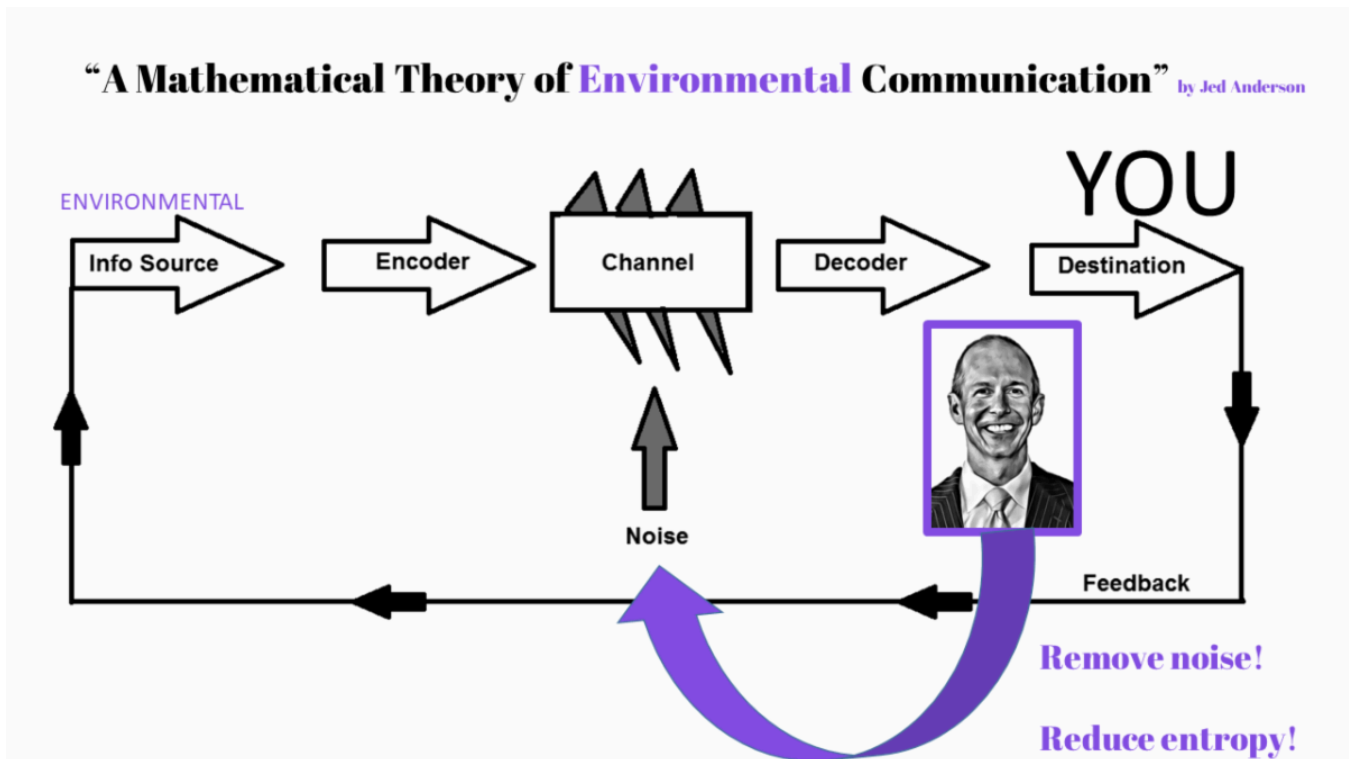 “A Mathematical Theory of Environmental Communication” by Jed Anderson
YOU
ENVIRONMENTAL
Info Source
Encoder
Channel
Decoder
Destination
Noise
Feedback
Remove noise!
Reduce entropy!